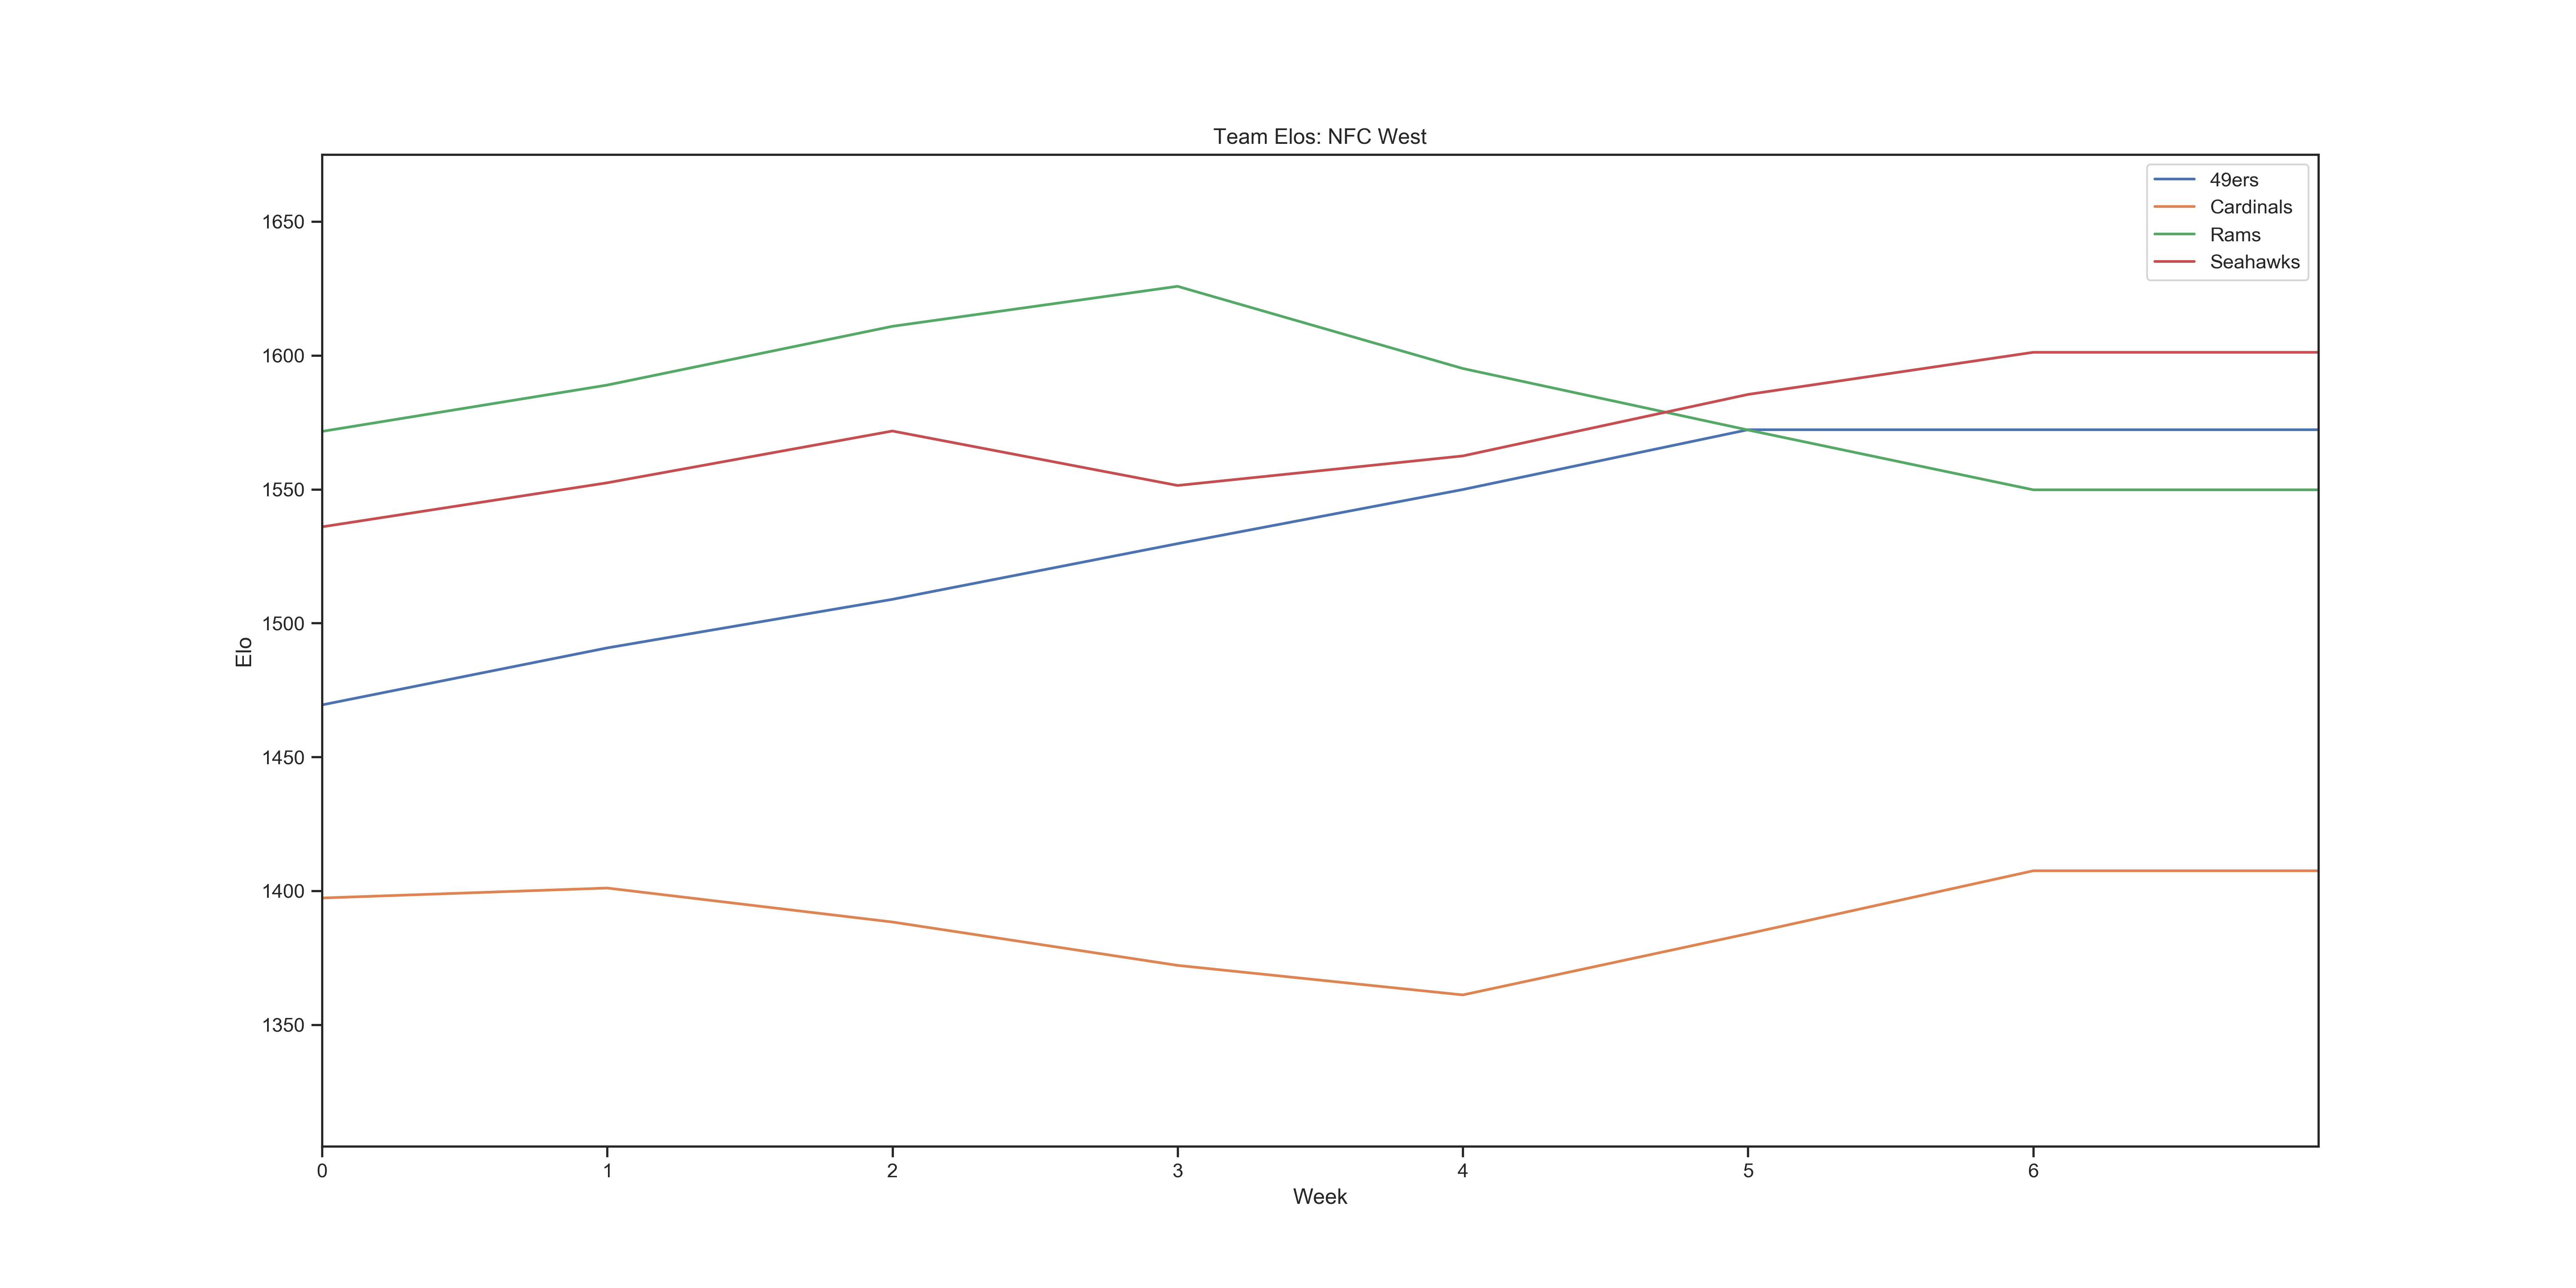 Team Elos: NFC West
49ers
Cardinals
Rams
Seahawks
1650
1600
1550
1500
1450
1400
1350
Elo
0 1 2 3 4 5 6
Week